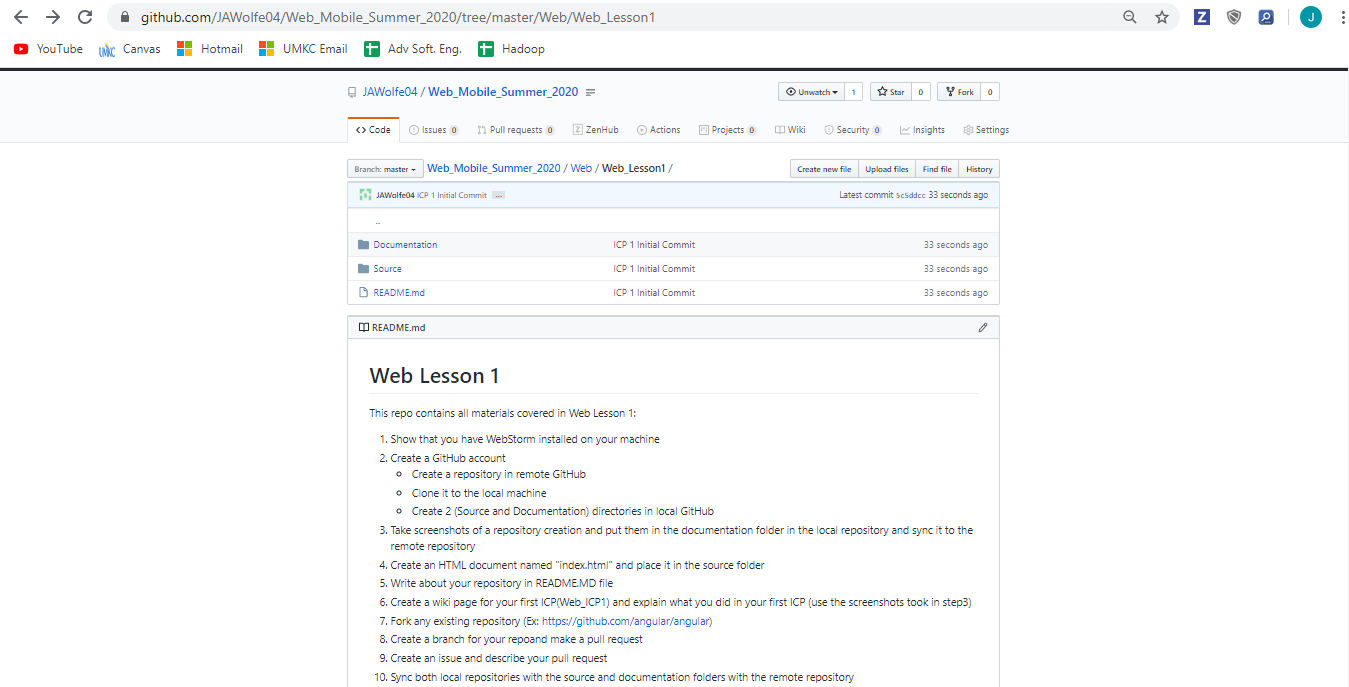 github.com/JAWolfe04/Web_Mobile_Summer_2020/tree/master/Web/Web_Lesson1
Z
J
YouTube UMKC Canvas Hotmail UMKC Email Adv Soft. Eng. Hadoop
JAWolfe04 / Web_Mobile_Summer_2020 Unwatch 1 Star 0 Fork 0
<> Code Issues 0 Pull requests 0 Z ZenHub Actions Projects 0 Wiki Security 0 Insights Settings
Branch: master Web_Mobile_Summer_2020 / Web / Web_Lesson1 / Create new file Upload files Find file History
JAWolfe04 ICP 1 Initial Commit ... Latest commit 5c5ddcc 33 seconds ago
..
Documentation ICP 1 Initial Commit 33 seconds ago
Source ICP 1 Initial Commit 33 seconds ago
README.md ICP 1 Initial Commit 33 seconds ago
README.md
Web Lesson 1
This repo contains all materials covered in Web Lesson 1:
1. Show that you have WebStorm installed on your machine
2. Create a GitHub account
Create a repository in remote GitHub
Clone it to the local machine
Create 2 (Source and Documentation) directories in local GitHub
3. Take screenshots of a repository creation and put them in the documentation folder in the local repository and sync it to the
remote repository
4. Create an HTML document named "index.html" and place it in the source folder
5. Write about your repository in README.MD file
6. Create a wiki page for your first ICP(Web_ICP1) and explain what you did in your first ICP (use the screenshots took in step3)
7. Fork any existing repository (Ex: https://github.com/angular/angular)
8. Create a branch for your repoand make a pull request
9. Create an issue and describe your pull request
10. Sync both local repositories with the source and documentation folders with the remote repository